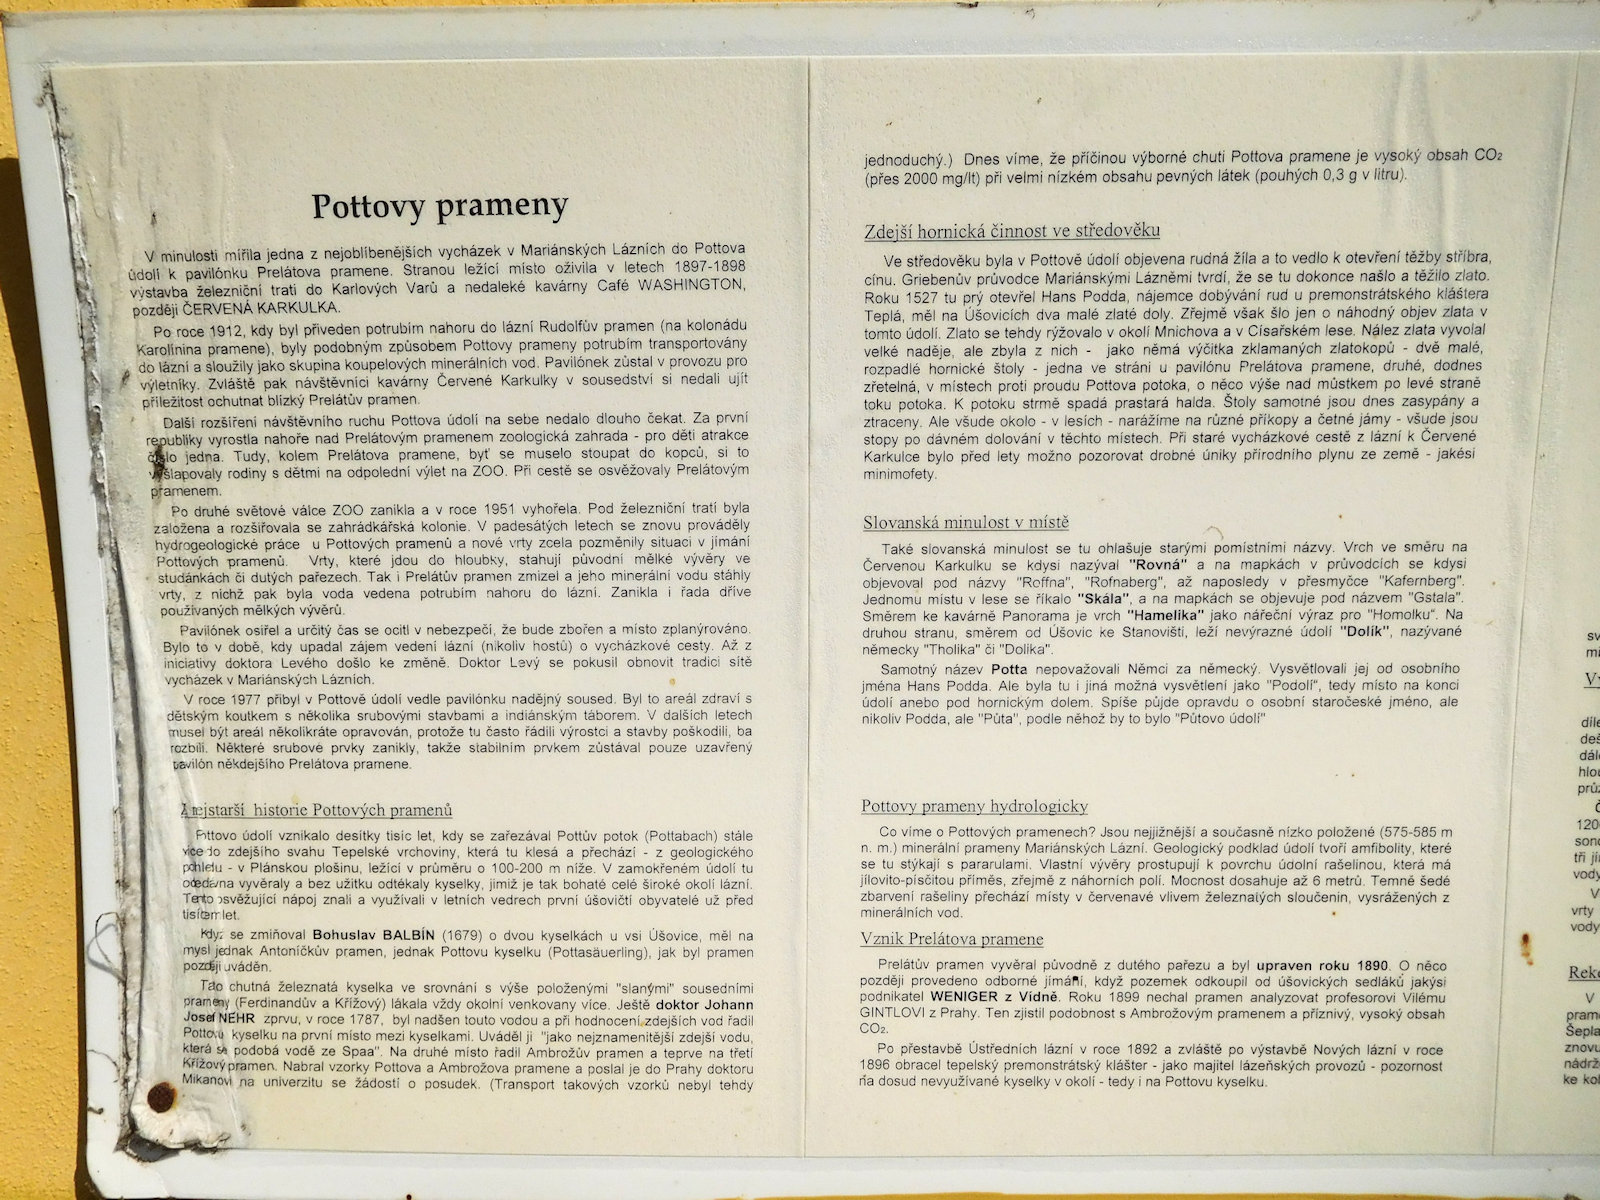 Pottovy prameny
V minulosti mířila jedna z nejoblíbenějších vycházek v Mariánských Lázních do Pottova
údolí k pavilónku Prelátova pramene. Stranou ležící místo oživila v letech 1897-1898
výstavba železniční trati do Karlových Varů a nedaleké kavárny Café WASHINGTON,
později ČERVENÁ KARKULKA.
Po roce 1912, kdy byl přiveden potrubím nahoru do lázní Rudolfův pramen (na kolonádu
Karolínina pramene), byly podobným způsobem Pottovy prameny potrubím transportovány
do lázní a sloužily jako skupina koupelových minerálních vod. Pavilónek zůstal v provozu pro
výletníky. Zvláště pak návštěvníci kavárny Červené Karkulky v sousedství si nedali ujít
příležitost ochutnat blízký Prelátův pramen.
Další rozšíření návštěvního ruchu Pottova údolí na sebe nedalo dlouho čekat. Za první
republiky vyrostla nahoře nad Prelátovým pramenem zoologická zahrada - pro děti atrakce
číslo jedna. Tudy, kolem Prelátova pramene, byť se muselo stoupat do kopců, si to
vyšlapovaly rodiny s dětmi na odpolední výlet na ZOO. Při cestě se osvěžovaly Prelátovým
pramenem.
Po druhé světové válce ZOO zanikla a v roce 1951 vyhořela. Pod železniční tratí byla
založena a rozšiřovala se zahrádkářská kolonie. V padesátých letech se znovu prováděly
hydrogeologické práce u Pottových pramenů a nové vrty zcela pozměnily situaci v jímání
Pottových pramenů. Vrty, které jdou do hloubky, stahují původní mělké vývěry ve
studánkách či dutých pařezech. Tak i Prelátův pramen zmizel a jeho minerální vodu stáhly
vrty, z nichž pak byla voda vedena potrubím nahoru do lázní. Zanikla i řada dříve
používaných mělkých vývěrů.
Pavilónek osiřel a určitý čas se ocitl v nebezpečí, že bude zbořen a místo zplanýrováno.
Bylo to v době, kdy upadal zájem vedení lázní (nikoliv hostů) o vycházkové cesty. Až z
iniciativy doktora Levého došlo ke změně. Doktor Levý se pokusil obnovit tradici sítě
vycházek v Mariánských Lázních.
V roce 1977 přibyl v Pottově údolí vedle pavilónku nadějný soused. Byl to areál zdraví s
dětským koutkem s několika srubovými stavbami a indiánským táborem. V dalších letech
musel být areál několikráte opravován, protože tu často řádili výrostci a stavby poškodili, ba
rozbili. Některé srubové prvky zanikly, takže stabilním prvkem zůstával pouze uzavřený
pavilón někdejšího Prelátova pramene.
historie Pottových pramenů
údolí vznikalo desítky tisíc let, kdy se zařezával Pottův potok (Pottabach) stále
více do zdejšího svahu Tepelské vrchoviny, která tu klesá a přechází - z geologického
pohledu - v Plánskou plošinu, ležící v průměru o 100-200 m níže. V zamokřeném údolí tu
odedávna vyvěraly a bez užitku odtékaly kyselky, jimiž je tak bohaté celé široké okolí lázní.
Tento osvěžující nápoj znali a využívali v letních vedrech první úšovičtí obyvatelé už před
tisíci let.
Když se zmiňoval Bohuslav BALBÍN (1679) o dvou kyselkách u vsi Úšovice, měl na
mysl jednak Antoníčkův pramen, jednak Pottovu kyselku (Pottasäuerling), jak byl pramen
později uváděn.
Tato chutná železnatá kyselka ve srovnání s výše položenými "slanými" sousedními
prameny (Ferdinandův a Křížový) lákala vždy okolní venkovany více. Ještě doktor Johann
Josef NEHR zprvu, v roce 1787, byl nadšen touto vodou a při hodnocení zdejších vod řadil
Pottovu kyselku na první místo mezi kyselkami. Uváděl ji "jako nejznamenitější zdejší vodu,
která se podobá vodě ze Spaa". Na druhé místo řadil Ambrožův pramen a teprve na třetí
Křížový pramen. Nabral vzorky Pottova a Ambrožova pramene a poslal je do Prahy doktoru
Mikanovi na univerzitu se žádostí o posudek. (Transport takových vzorků nebyl tehdy
jednoduchý.) Dnes víme, že příčinou výborné chuti Pottova pramene je vysoký obsah CO₂
(přes 2000 mg/lt) při velmi nízkém obsahu pevných látek (pouhých 0,3 g v litru).
Zdejší hornická činnost ve středověku
Ve středověku byla v Pottově údolí objevena rudná žíla a to vedlo k otevření těžby stříbra,
cínu. Griebenův průvodce Mariánskými Lázněmi tvrdí, že se tu dokonce našlo a těžilo zlato.
Roku 1527 tu prý otevřel Hans Podda, nájemce dobývání rud u premonstrátského kláštera
Teplá, měl na Úšovicích dva malé zlaté doly. Zřejmě však šlo jen o náhodný objev zlata v
tomto údolí. Zlato se tehdy rýžovalo v okolí Mnichova a v Císařském lese. Nález zlata vyvolal
velké naděje, ale zbyla z nich - jako němá výčitka zklamaných zlatokopů - dvě malé,
rozpadlé hornické štoly - jedna ve stráni u pavilónu Prelátova pramene, druhé, dodnes
zřetelná, v místech proti proudu Pottova potoka, o něco výše nad můstkem po levé straně
toku potoka. K potoku strmě spadá prastará halda. Štoly samotné jsou dnes zasypány a
ztraceny. Ale všude okolo - v lesích - narážíme na různé příkopy a četné jámy - všude jsou
stopy po dávném dolování v těchto místech. Při staré vycházkové cestě z lázní k Červené
Karkulce bylo před lety možno pozorovat drobné úniky přírodního plynu ze země - jakési
minimofety.
Slovanská minulost v místě
Také slovanská minulost se tu ohlašuje starými pomístními názvy. Vrch ve směru na
Červenou Karkulku se kdysi nazýval "Rovná" a na mapkách v průvodcích se kdysi
objevoval pod názvy "Roffna", "Rofnaberg", až naposledy v přesmyčce "Kafernberg".
Jednomu místu v lese se říkalo "Skála", a na mapkách se objevuje pod názvem "Gstala".
Směrem ke kavárně Panorama je vrch "Hamelika" jako nářeční výraz pro "Homolku". Na
druhou stranu, směrem od Úšovic ke Stanovišti, leží nevýrazné údolí "Dolík", nazývané
německy "Tholika" či "Dolika".
Samotný název Potta nepovažovali Němci za německý. Vysvětlovali jej od osobního
jména Hans Podda. Ale byla tu i jiná možná vysvětlení jako "Podolí", tedy místo na konci
údolí anebo pod hornickým dolem. Spíše půjde opravdu o osobní staročeské jméno, ale
nikoliv Podda, ale "Půta", podle něhož by to bylo "Půtovo údolí"
Pottovy prameny hydrologicky
Co víme o Pottových pramenech? Jsou nejjižnější a současně nízko položené (575-585 m
n. m.) minerální prameny Mariánských Lázní. Geologický podklad údolí tvoří amfibolity, které
se tu stýkají s pararulami. Vlastní vývěry prostupují k povrchu údolní rašelinou, která má
jílovito-písčitou příměs, zřejmě z náhorních polí. Mocnost dosahuje až 6 metrů. Temně šedé
zbarvení rašeliny přechází místy v červenavé vlivem železnatých sloučenin, vysrážených z
minerálních vod.
Vznik Prelátova pramene
Prelátův pramen vyvěral původně z dutého pařezu a byl upraven roku 1890. O něco
později provedeno odborné jímání, když pozemek odkoupil od úšovických sedláků jakýsi
podnikatel WENIGER z Vídně. Roku 1899 nechal pramen analyzovat profesorovi Vilému
GINTLOVI z Prahy. Ten zjistil podobnost s Ambrožovým pramenem a příznivý, vysoký obsah
CO₂.
Po přestavbě Ústředních lázní v roce 1892 a zvláště po výstavbě Nových lázní v roce
1896 obracel tepelský premonstrátský klášter - jako majitel lázeňských provozů - pozornost
na dosud nevyužívané kyselky v okolí - tedy i na Pottovu kyselku.
1200
tři
vody
V
vrty
vody
V
znovu
ke